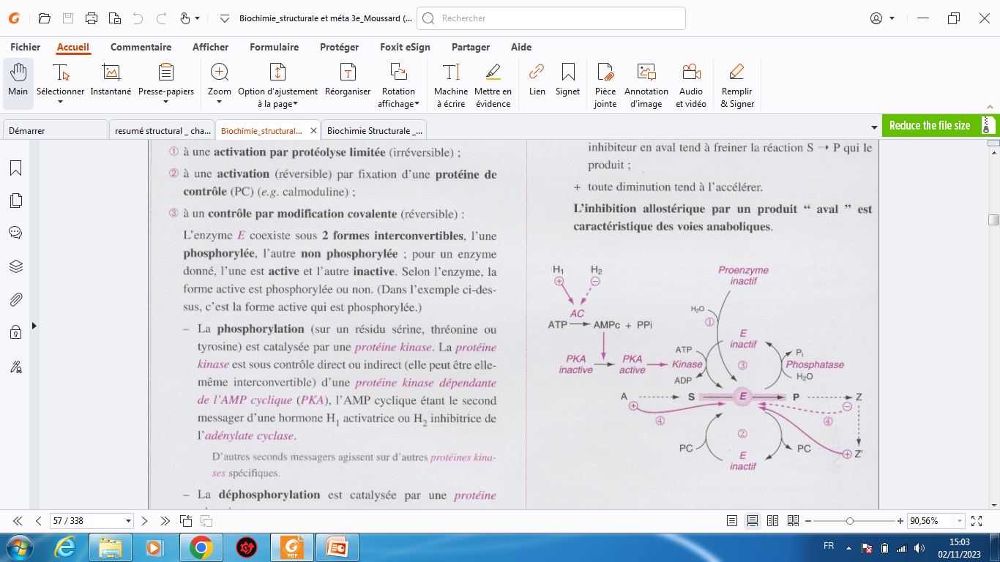 Biochimie_structurale et méta 3e_Moussard (...
Rechercher
Fichier
Accueil
Commentaire
Afficher
Formulaire
Protéger
Foxit eSign
Partager
Aide
Main
Sélectionner
Instantané
Presse-papiers
Zoom
Option d'ajustement
à la page
Réorganiser
Rotation
affichage
Machine
à écrire
Mettre en
évidence
Lien
Signet
Pièce
jointe
Annotation
d'image
Audio
et vidéo
Remplir
& Signer
Démarrer
resumé structural _ cha...
Biochimie_structural...
Biochimie Structurale _...
Reduce the file size
① à une activation par protéolyse limitée (irréversible) ;
② à une activation (réversible) par fixation d'une protéine de
contrôle (PC) (e.g. calmoduline) ;
③ à un contrôle par modification covalente (réversible) :
L'enzyme E coexiste sous 2 formes interconvertibles, l'une
phosphorylée, l'autre non phosphorylée ; pour un enzyme
donné, l'une est active et l'autre inactive. Selon l'enzyme, la
forme active est phosphorylée ou non. (Dans l'exemple ci-des-
sus, c'est la forme active qui est phosphorylée.)
– La phosphorylation (sur un résidu sérine, thréonine ou
tyrosine) est catalysée par une protéine kinase. La protéine
kinase est sous contrôle direct ou indirect (elle peut être elle-
même interconvertible) d'une protéine kinase dépendante
de l'AMP cyclique (PKA), l'AMP cyclique étant le second
messager d'une hormone H₁ activatrice ou H₂ inhibitrice de
l'adénylate cyclase.
D'autres seconds messagers agissent sur d'autres protéines kina-
ses spécifiques.
– La déphosphorylation est catalysée par une protéine
inhibiteur en aval tend à freiner la réaction S → P qui le
produit ;
+ toute diminution tend à l'accélérer.
L'inhibition allostérique par un produit “ aval ” est
caractéristique des voies anaboliques.
H₁
H₂
+
−
AC
ATP → AMPc + PPi
PKA
inactive
PKA
active
Kinase
Proenzyme
inactif
H₂O
①
E
inactif
ATP
ADP
③
Pᵢ
Phosphatase
H₂O
A
S
E
P
Z
+
④
−
④
②
PC
PC
E
inactif
+
Z'
57 / 338
90,56%
FR
15:03
02/11/2023
PDF